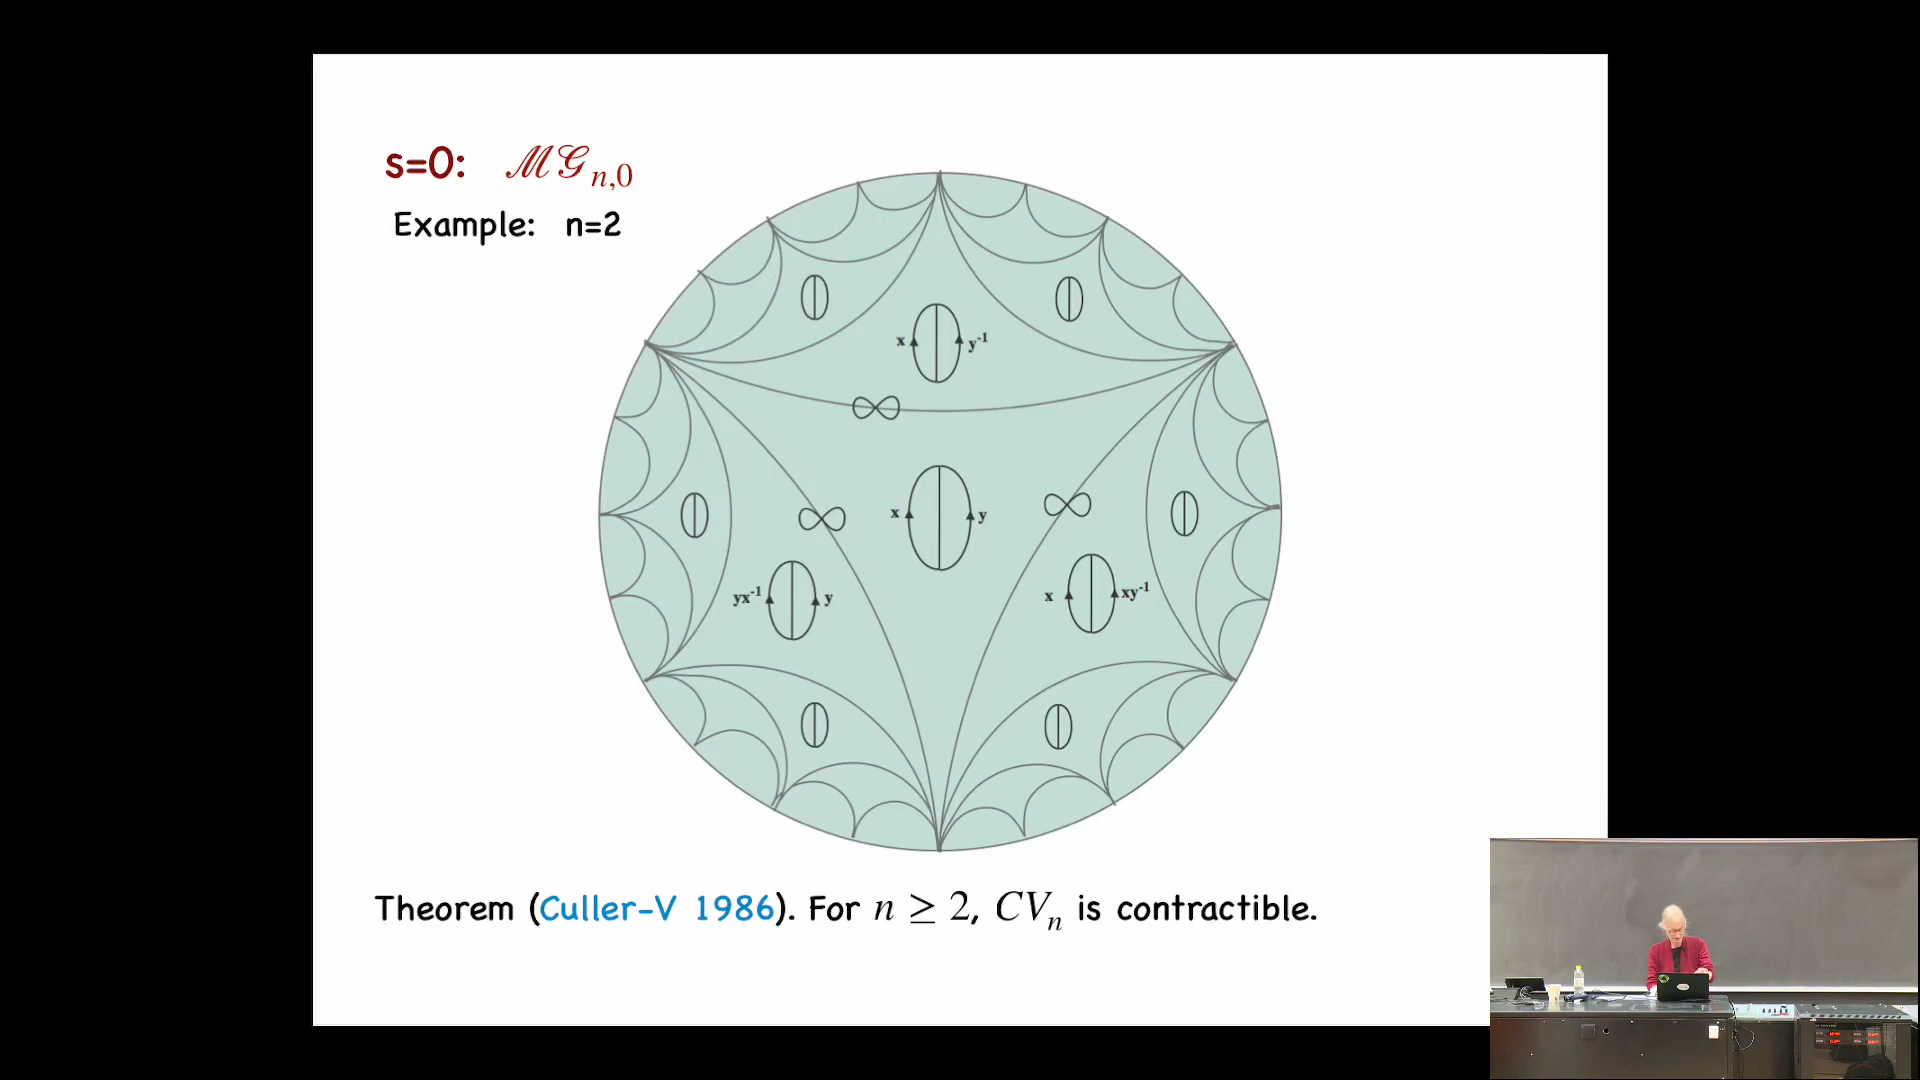 s=0: ℳ𝒢n,0
Example: n=2
x y⁻¹
x y
yx⁻¹ y
x xy⁻¹
Theorem (Culler-V 1986). For n ≥ 2, CVn is contractible.